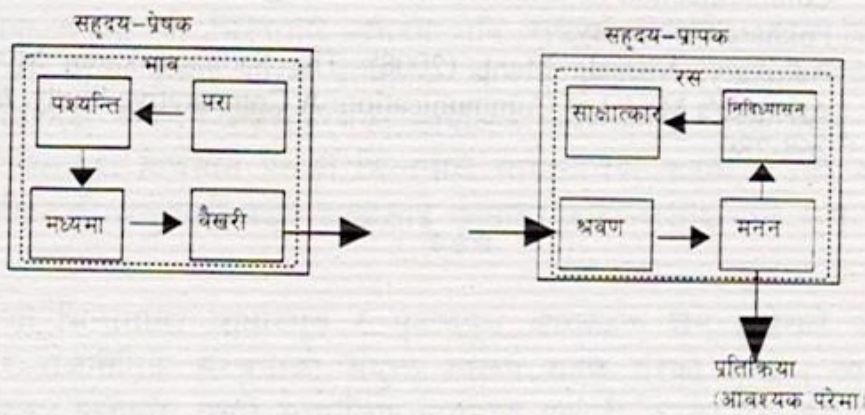 सहृदय-प्रेषक
भाव
पश्यन्ति
परा
मध्यमा
वैखरी
सहृदय-प्रापक
रस
साक्षात्कार
निदिध्यासन
श्रवण
मनन
प्रतिक्रिया
(आवश्यक परेमा